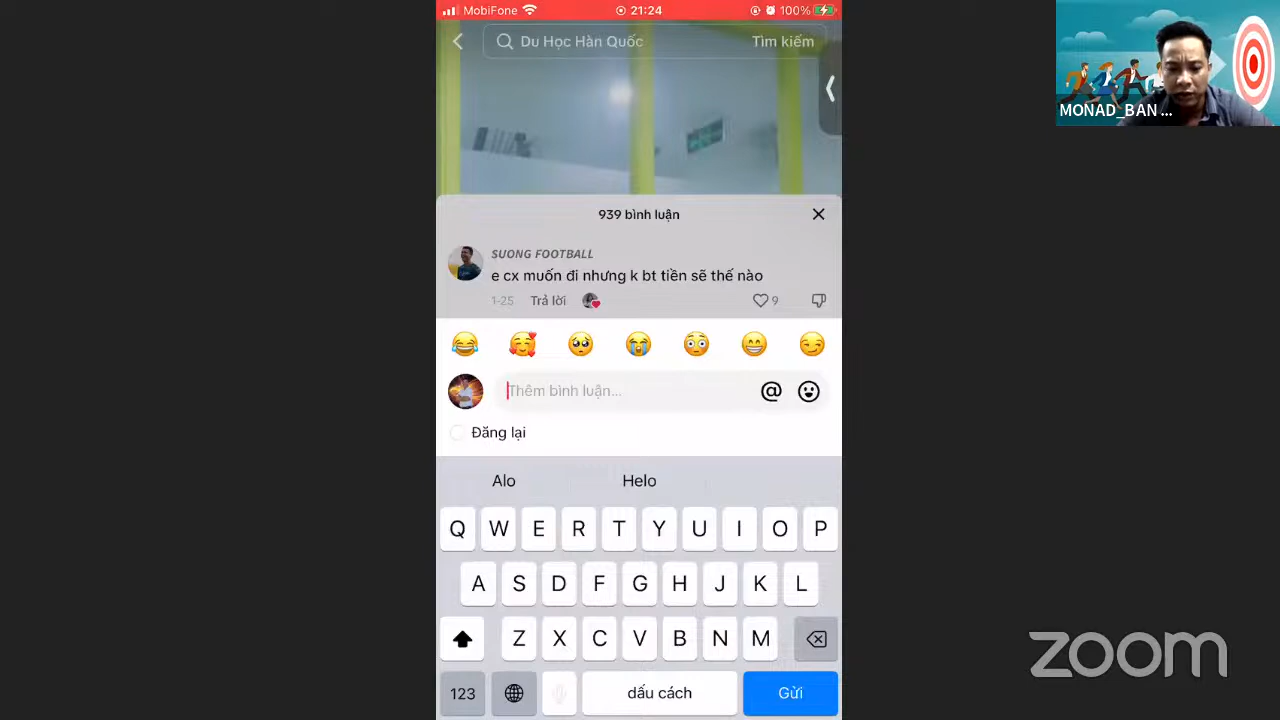 MobiFone 21:24 100%
Du Học Hàn Quốc Tìm kiếm
MONAD_BAN ...
939 bình luận
SUONG FOOTBALL
e cx muốn đi nhưng k bt tiền sẽ thế nào
1-25 Trả lời 9
Thêm bình luận... @
Đăng lại
Alo Helo
Q W E R T Y U I O P
A S D F G H J K L
Z X C V B N M
123 dấu cách Gửi
zoom